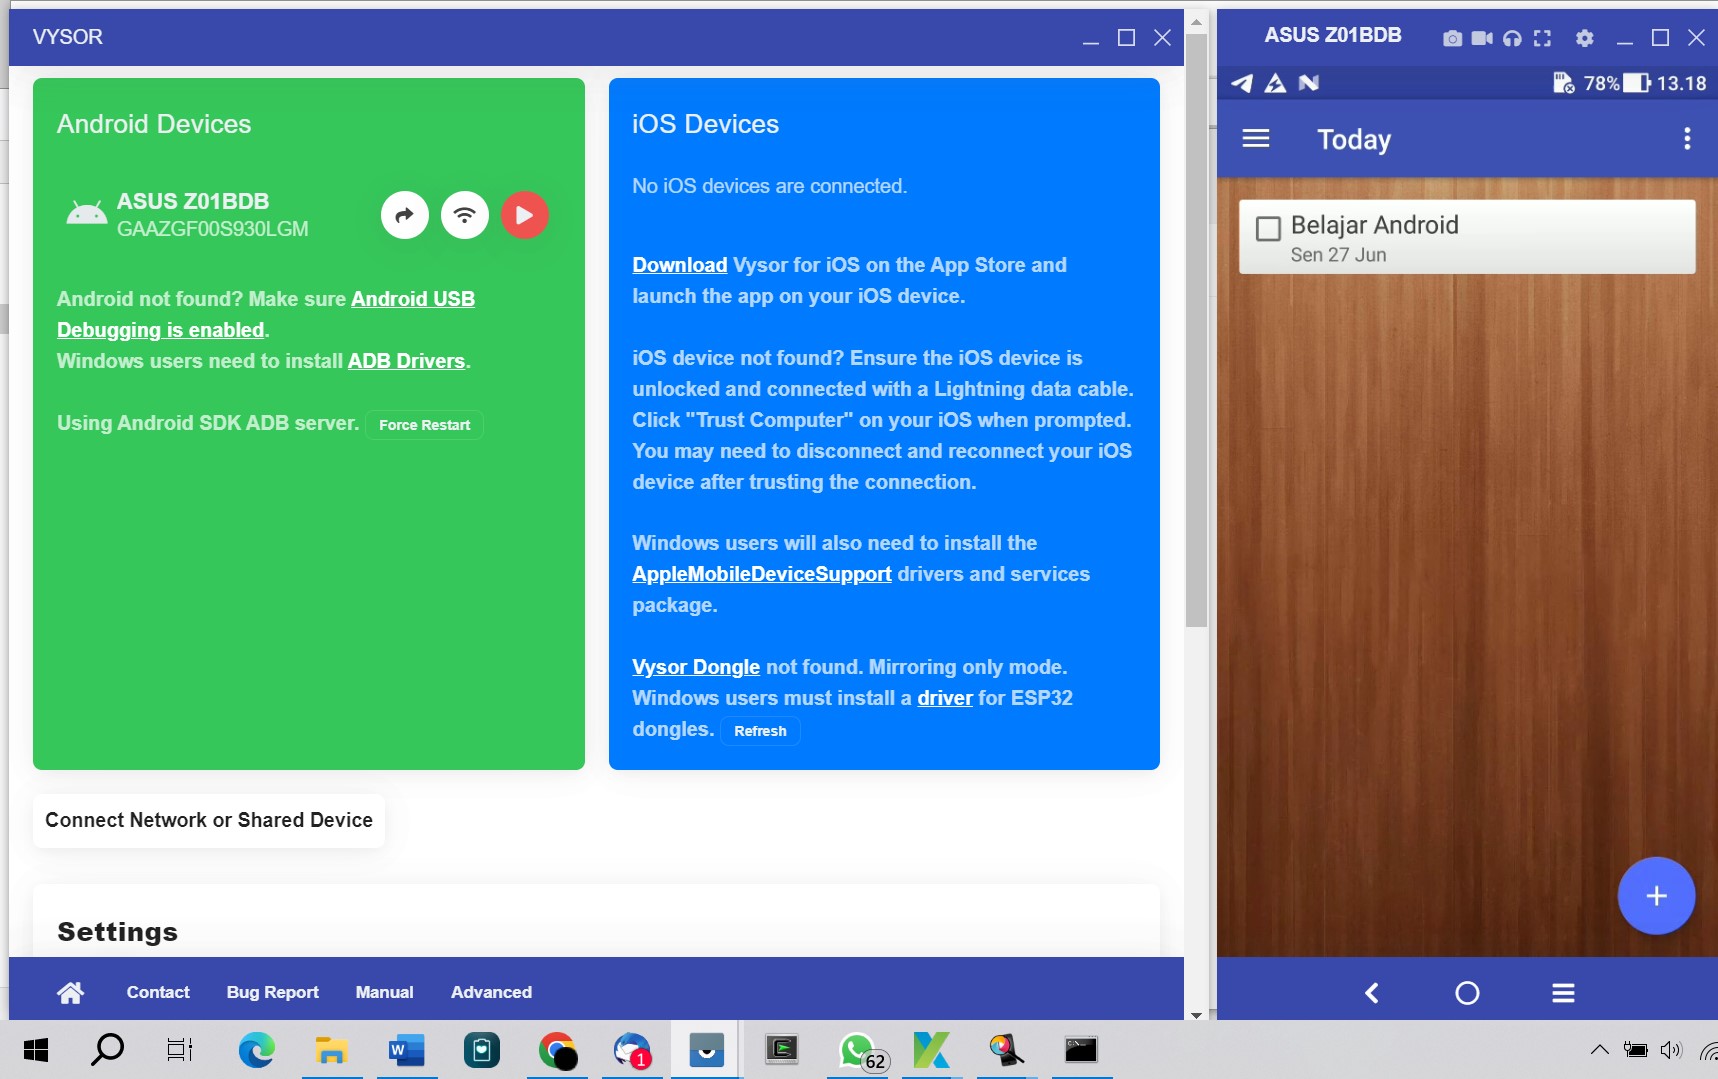 VYSOR
Android Devices
ASUS Z01BDB
GAAZGF00S930LGM
Android not found? Make sure Android USB
Debugging is enabled.
Windows users need to install ADB Drivers.
Using Android SDK ADB server. Force Restart
iOS Devices
No iOS devices are connected.
Download Vysor for iOS on the App Store and
launch the app on your iOS device.
iOS device not found? Ensure the iOS device is
unlocked and connected with a Lightning data cable.
Click "Trust Computer" on your iOS when prompted.
You may need to disconnect and reconnect your iOS
device after trusting the connection.
Windows users will also need to install the
AppleMobileDeviceSupport drivers and services
package.
Vysor Dongle not found. Mirroring only mode.
Windows users must install a driver for ESP32
dongles. Refresh
Connect Network or Shared Device
Settings
Contact Bug Report Manual Advanced
ASUS Z01BDB
78% 13.18
Today
Belajar Android
Sen 27 Jun
W
1
62